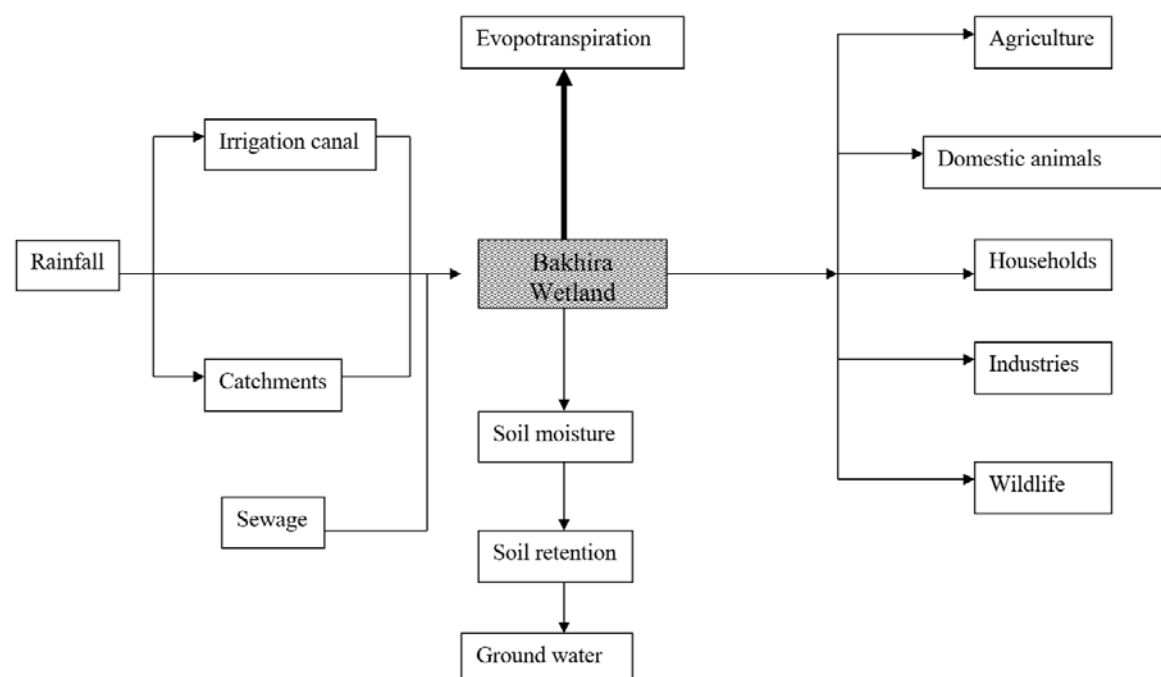 Evopotranspiration
Agriculture
Irrigation canal
Domestic animals
Rainfall
Bakhira
Wetland
Households
Catchments
Industries
Soil moisture
Wildlife
Sewage
Soil retention
Ground water